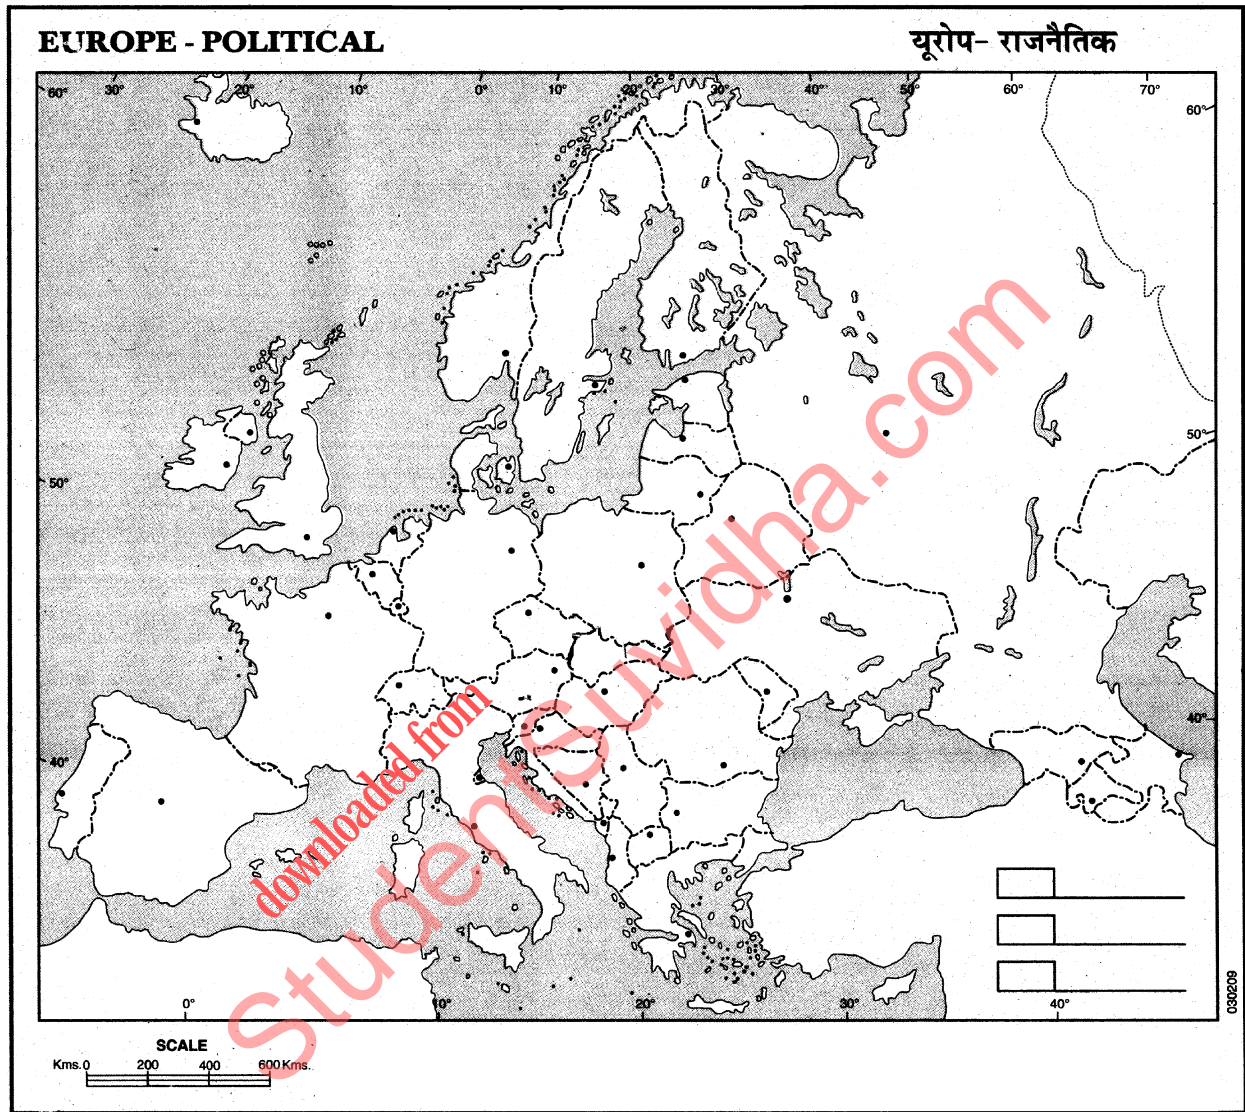 EUROPE - POLITICAL
यूरोप- राजनैतिक
60° 30° 20° 10° 0° 10° 20° 30° 40° 50° 60° 70°
60°
50°
50°
40°
40°
downloaded from
StudentSuvidha.com
0° 10° 20° 30° 40°
030209
SCALE
Kms. 0 200 400 600 Kms.